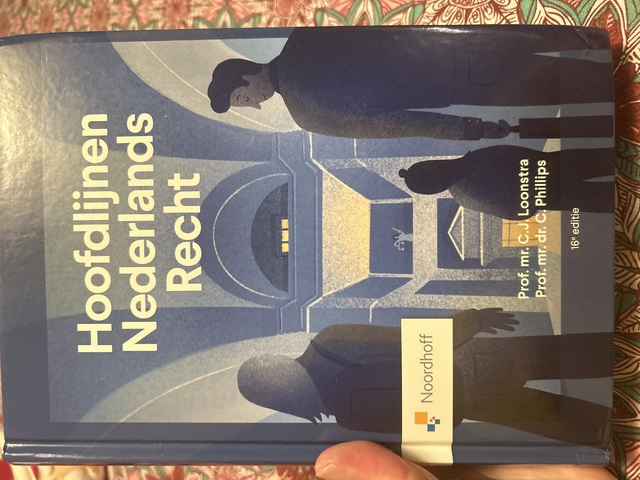 Hoofdlijnen
Nederlands
Recht
Prof. mr. C.J. Loonstra
Prof. mr. dr. C. Phillips
16e editie
Noordhoff